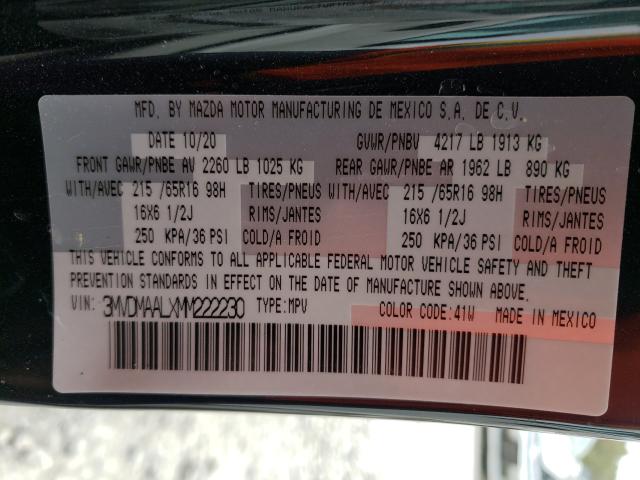 MFD. BY MAZDA MOTOR MANUFACTURING DE MEXICO S.A. DE C.V.
DATE 10/20 GVWR/PNBV 4217 LB 1913 KG
FRONT GAWR/PNBE AV 2260 LB 1025 KG REAR GAWR/PNBE AR 1962 LB 890 KG
WITH/AVEC 215 /65R16 98H TIRES/PNEUS WITH/AVEC 215 /65R16 98H TIRES/PNEUS
16X6 1/2J RIMS/JANTES 16X6 1/2J RIMS/JANTES
250 KPA/36 PSI COLD/A FROID 250 KPA/36 PSI COLD/A FROID
THIS VEHICLE CONFORMS TO ALL APPLICABLE FEDERAL MOTOR VEHICLE SAFETY AND THEFT
PREVENTION STANDARDS IN EFFECT ON THE DATE OF MANUFACTURE SHOWN ABOVE.
VIN: 3MVDMAALXMM222230 TYPE:MPV COLOR CODE:41W MADE IN MEXICO